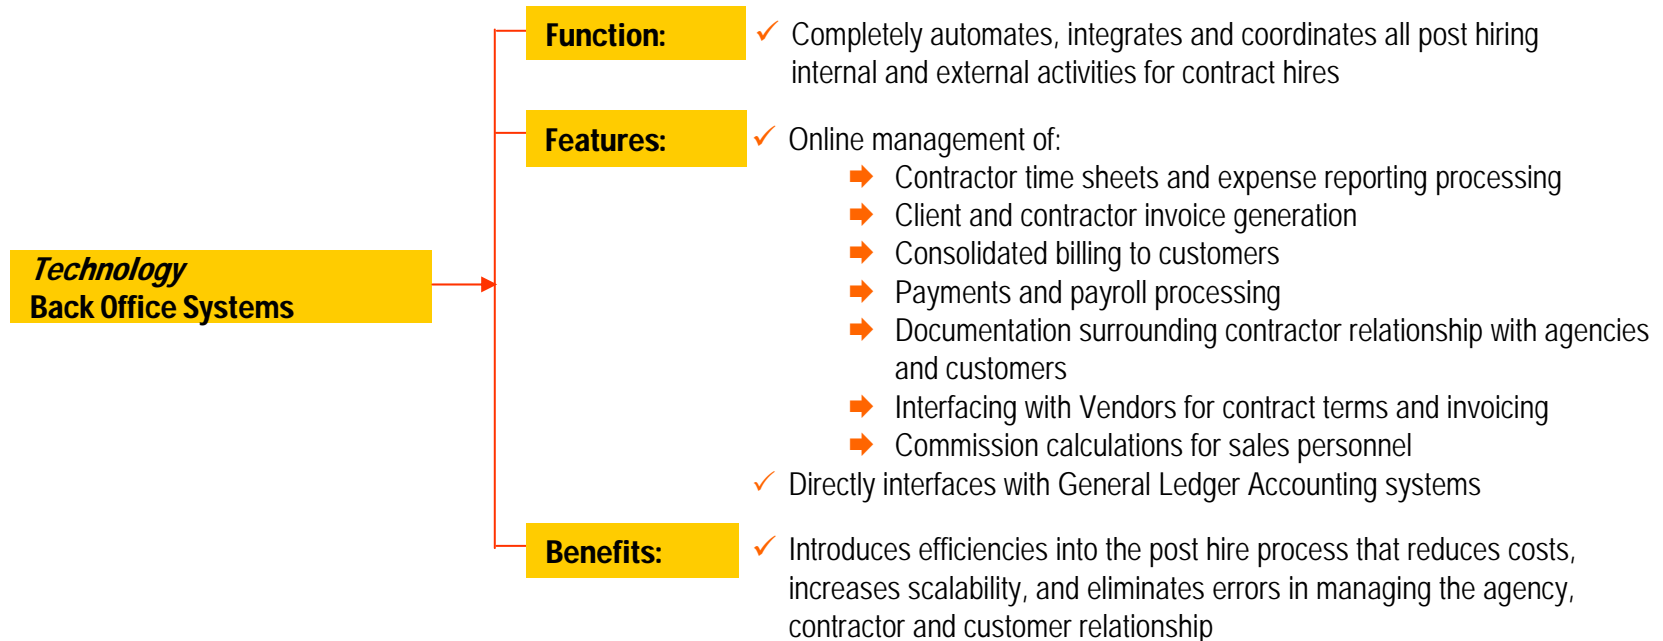 Technology
Back Office Systems
Function:
✓ Completely automates, integrates and coordinates all post hiring
internal and external activities for contract hires
Features:
✓ Online management of:
➡ Contractor time sheets and expense reporting processing
➡ Client and contractor invoice generation
➡ Consolidated billing to customers
➡ Payments and payroll processing
➡ Documentation surrounding contractor relationship with agencies
and customers
➡ Interfacing with Vendors for contract terms and invoicing
➡ Commission calculations for sales personnel
✓ Directly interfaces with General Ledger Accounting systems
Benefits:
✓ Introduces efficiencies into the post hire process that reduces costs,
increases scalability, and eliminates errors in managing the agency,
contractor and customer relationship